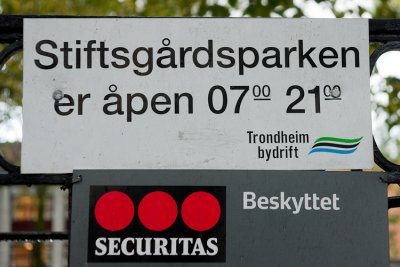 Stiftsgårdsparken
er åpen 07⁰⁰ 21⁰⁰
Trondheim
bydrift
Beskyttet
SECURITAS